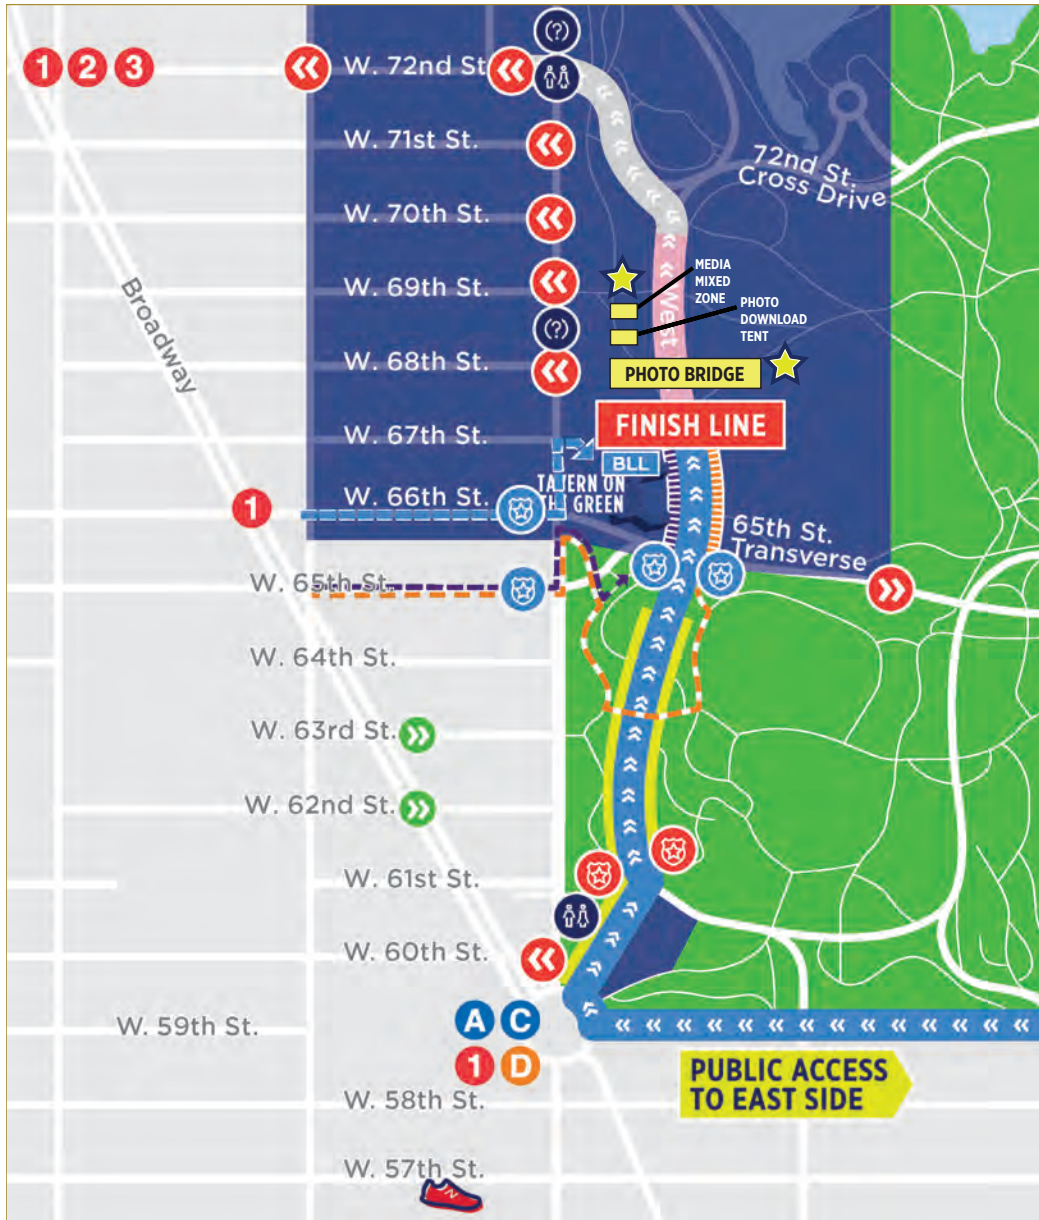 1 2 3
(?)
W. 72nd St.
W. 71st St.
72nd St.
Cross Drive
W. 70th St.
MEDIA
MIXED
ZONE
W. 69th St.
West
PHOTO
DOWNLOAD
TENT
Broadway
(?)
W. 68th St.
PHOTO BRIDGE
FINISH LINE
W. 67th St.
BLL
TAVERN ON
THE GREEN
W. 66th St.
1
65th St.
Transverse
W. 65th St.
W. 64th St.
W. 63rd St.
W. 62nd St.
W. 61st St.
W. 60th St.
A C
W. 59th St.
1 D
PUBLIC ACCESS
TO EAST SIDE
W. 58th St.
W. 57th St.
N